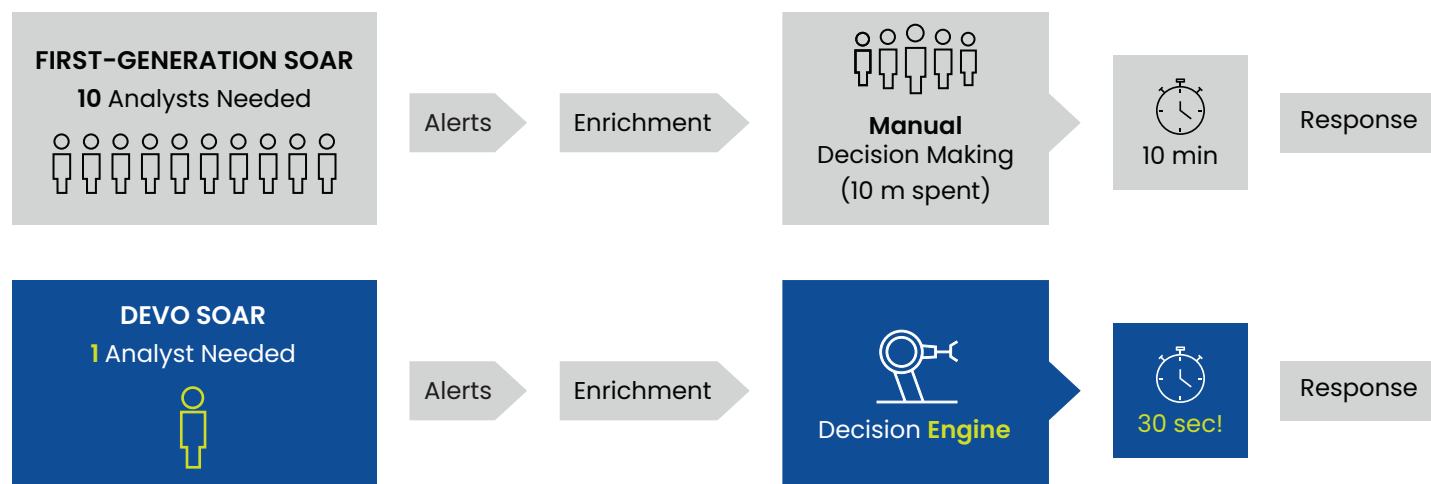 FIRST-GENERATION SOAR
10 Analysts Needed
Alerts
Enrichment
Manual
Decision Making
(10 m spent)
10 min
Response
DEVO SOAR
1 Analyst Needed
Alerts
Enrichment
Decision Engine
30 sec!
Response